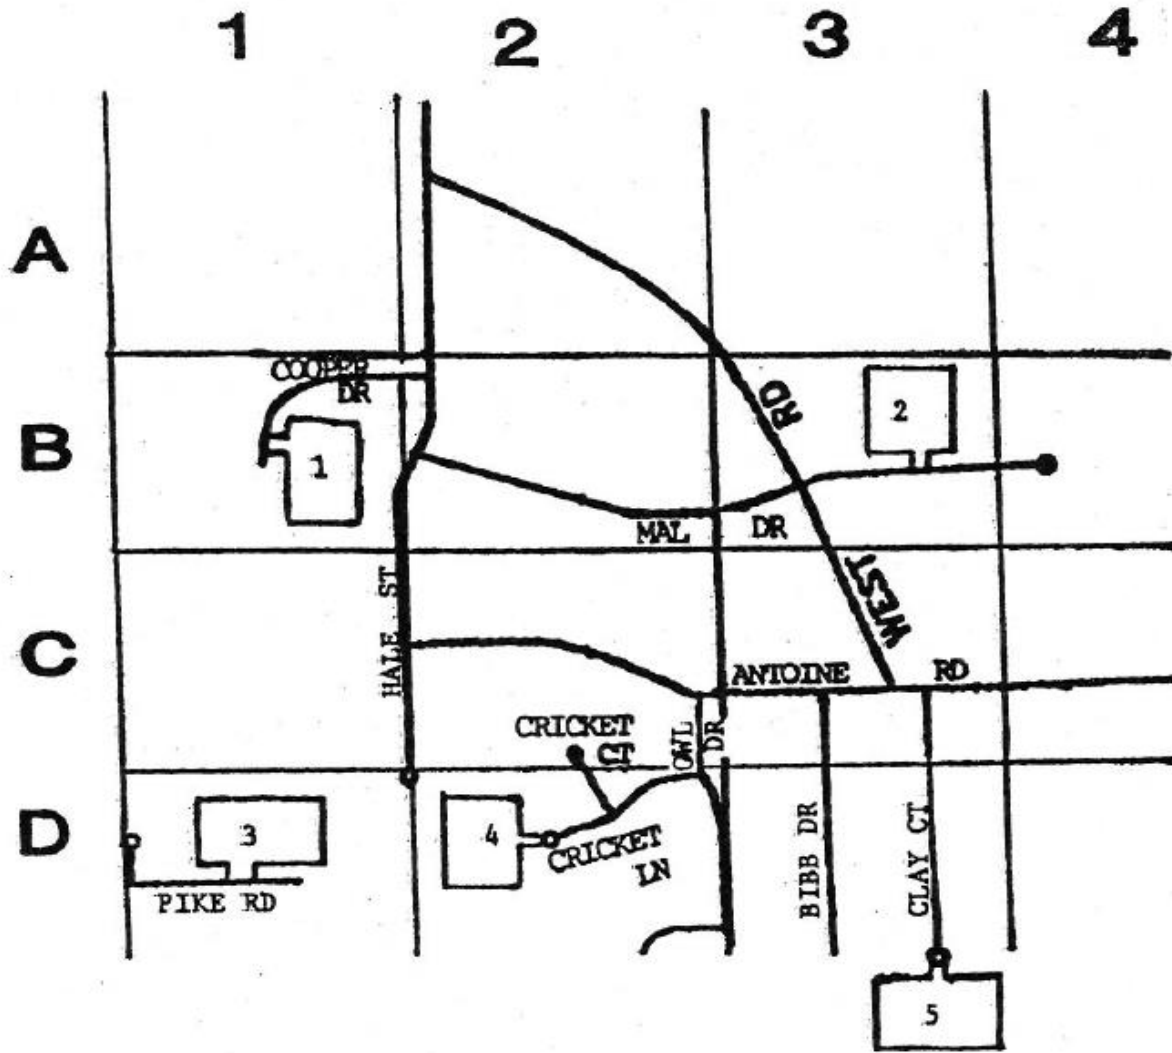 1 2 3 4
A
COOPER
DR
RD
2
B
1
MAL DR
HALE ST
WEST
C
ANTOINE RD
CRICKET
CT
OWL
DR
D
3
4
CRICKET
LN
BIBB DR
CLAY CT
PIKE RD
5